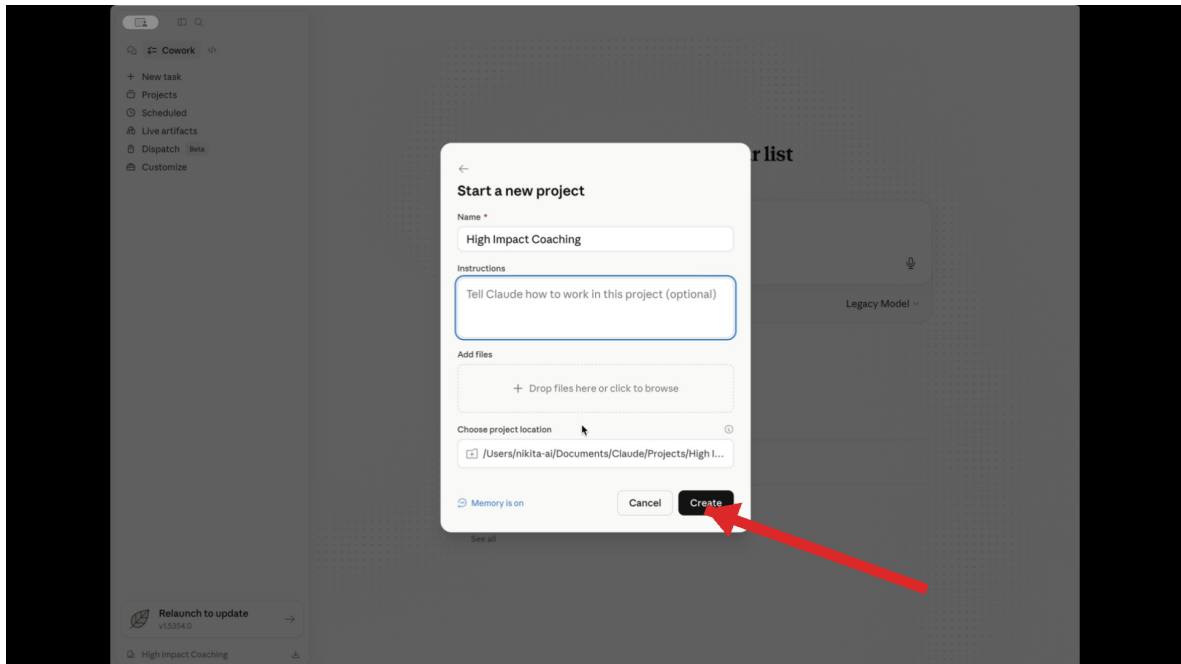 Cowork
New task
Projects
Scheduled
Live artifacts
Dispatch Beta
Customize
r list
Start a new project
Name *
High Impact Coaching
Instructions
Tell Claude how to work in this project (optional)
Add files
Drop files here or click to browse
Choose project location
/Users/nikita-ai/Documents/Claude/Projects/High I...
Memory is on
Cancel
Create
Legacy Model
See all
Relaunch to update
v1.5354.0
High Impact Coaching